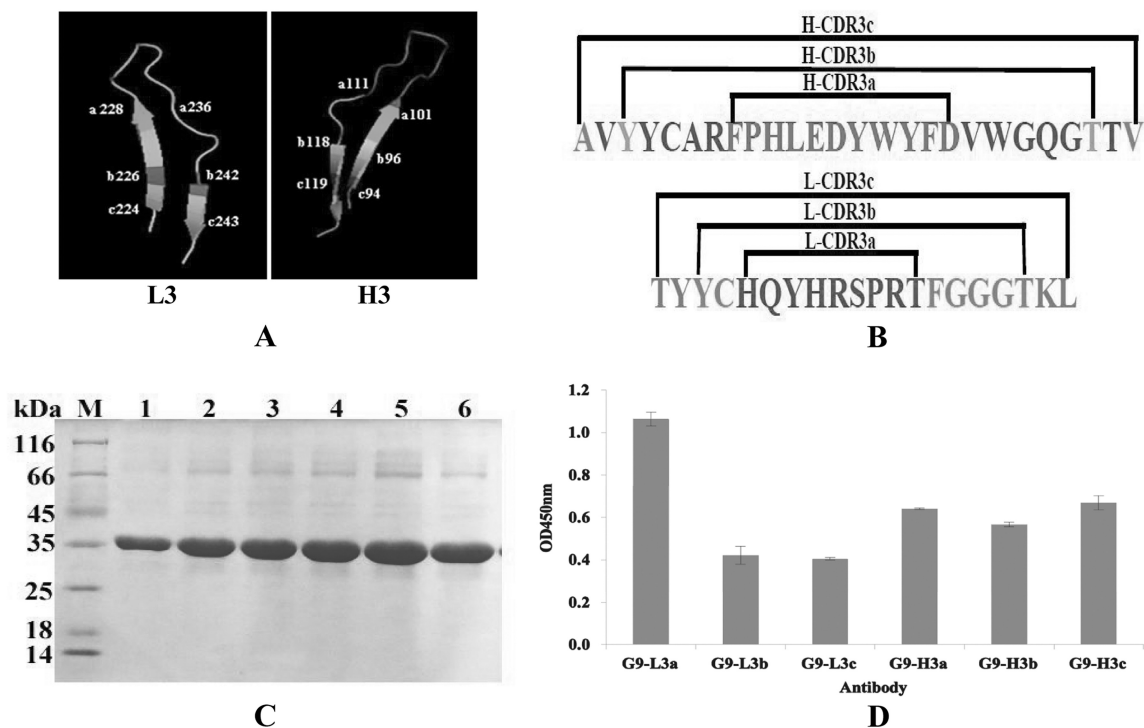 a228
a236
b226
b242
c224
c243
L3
a111
a101
b118
b96
c119
c94
H3
A
H-CDR3c
H-CDR3b
H-CDR3a
AVYYCARFPHLEDYWYFDVWGQGTTV
L-CDR3c
L-CDR3b
L-CDR3a
TYYCHQYHRSPRTFGGGTKL
B
kDa M 1 2 3 4 5 6
116
66
45
35
25
18
14
C
1.2
1.0
0.8
0.6
0.4
0.2
0.0
OD450nm
G9-L3a G9-L3b G9-L3c G9-H3a G9-H3b G9-H3c
Antibody
D